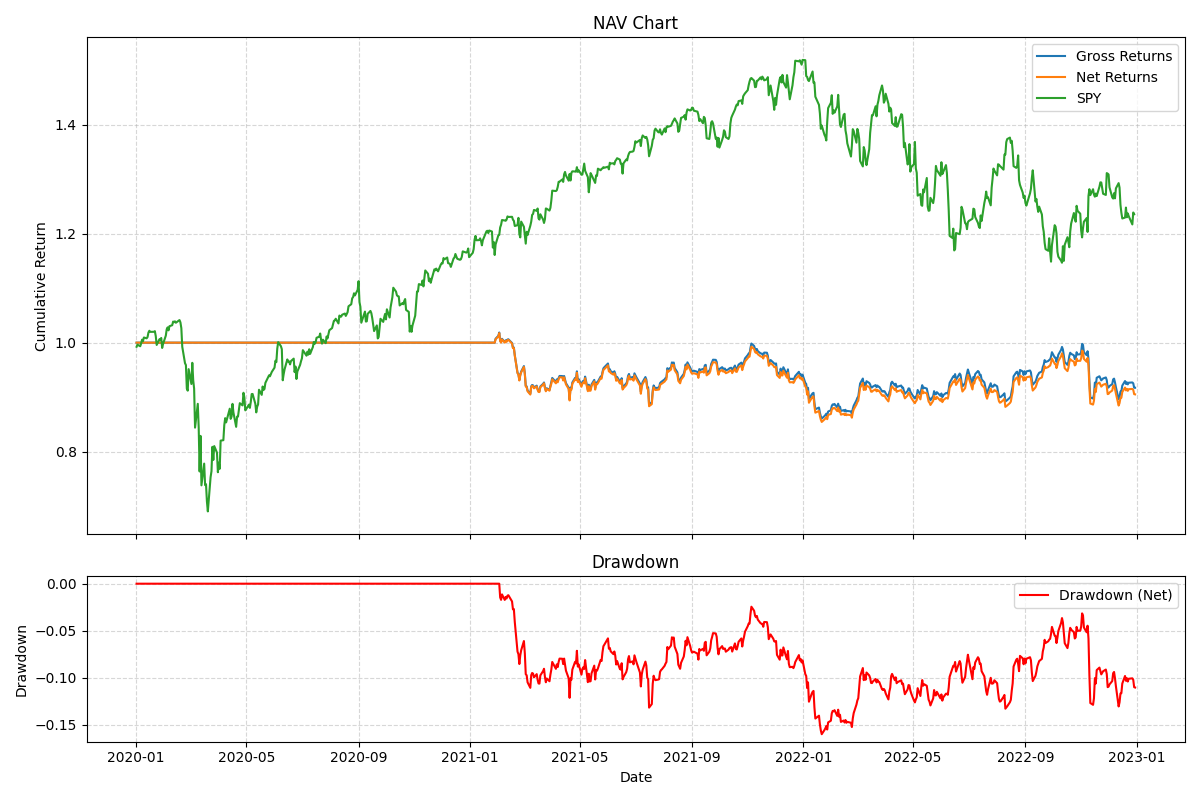 NAV Chart
Gross Returns
Net Returns
SPY
Cumulative Return
1.4
1.2
1.0
0.8
Drawdown
Drawdown (Net)
Drawdown
0.00
−0.05
−0.10
−0.15
2020-01 2020-05 2020-09 2021-01 2021-05 2021-09 2022-01 2022-05 2022-09 2023-01
Date